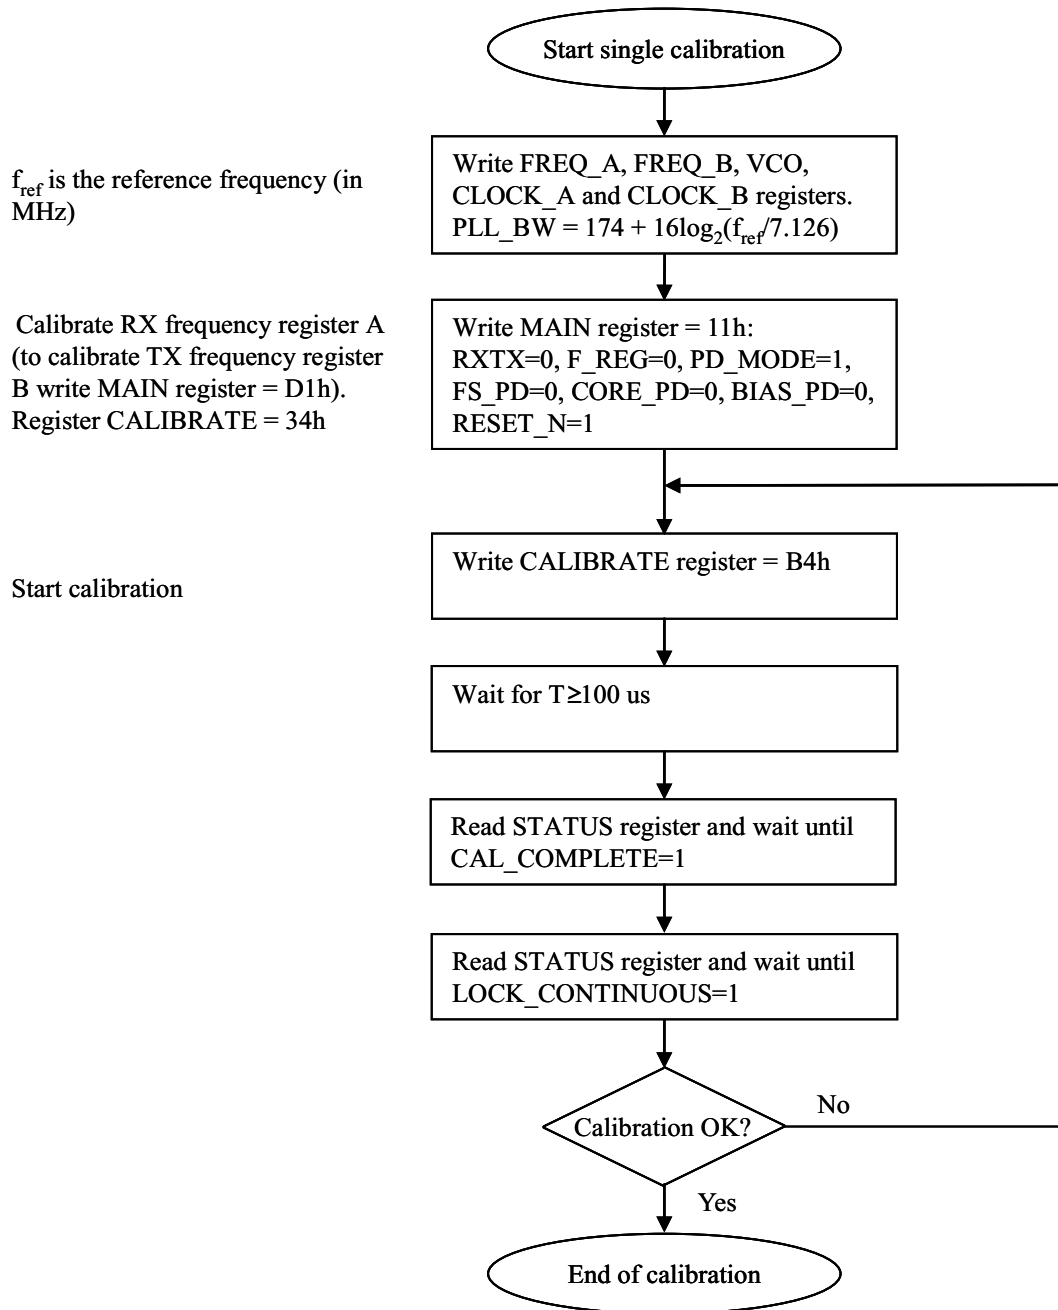 Start single calibration
f_ref is the reference frequency (in
MHz)
Write FREQ_A, FREQ_B, VCO,
CLOCK_A and CLOCK_B registers.
PLL_BW = 174 + 16log₂(f_ref/7.126)
Calibrate RX frequency register A
(to calibrate TX frequency register
B write MAIN register = D1h).
Register CALIBRATE = 34h
Write MAIN register = 11h:
RXTX=0, F_REG=0, PD_MODE=1,
FS_PD=0, CORE_PD=0, BIAS_PD=0,
RESET_N=1
Start calibration
Write CALIBRATE register = B4h
Wait for T≥100 us
Read STATUS register and wait until
CAL_COMPLETE=1
Read STATUS register and wait until
LOCK_CONTINUOUS=1
Calibration OK?
No
Yes
End of calibration